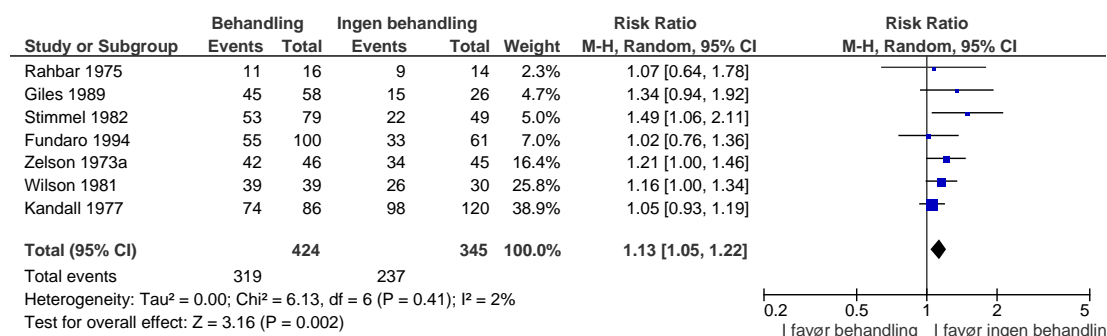 Behandling Ingen behandling Risk Ratio Risk Ratio
Study or Subgroup Events Total Events Total Weight M-H, Random, 95% CI M-H, Random, 95% CI
Rahbar 1975 11 16 9 14 2.3% 1.07 [0.64, 1.78]
Giles 1989 45 58 15 26 4.7% 1.34 [0.94, 1.92]
Stimmel 1982 53 79 22 49 5.0% 1.49 [1.06, 2.11]
Fundaro 1994 55 100 33 61 7.0% 1.02 [0.76, 1.36]
Zelson 1973a 42 46 34 45 16.4% 1.21 [1.00, 1.46]
Wilson 1981 39 39 26 30 25.8% 1.16 [1.00, 1.34]
Kandall 1977 74 86 98 120 38.9% 1.05 [0.93, 1.19]
Total (95% CI) 424 345 100.0% 1.13 [1.05, 1.22]
Total events 319 237
Heterogeneity: Tau² = 0.00; Chi² = 6.13, df = 6 (P = 0.41); I² = 2%
Test for overall effect: Z = 3.16 (P = 0.002)
0.2 1 2 5
I favør behandling I favør ingen behandlin